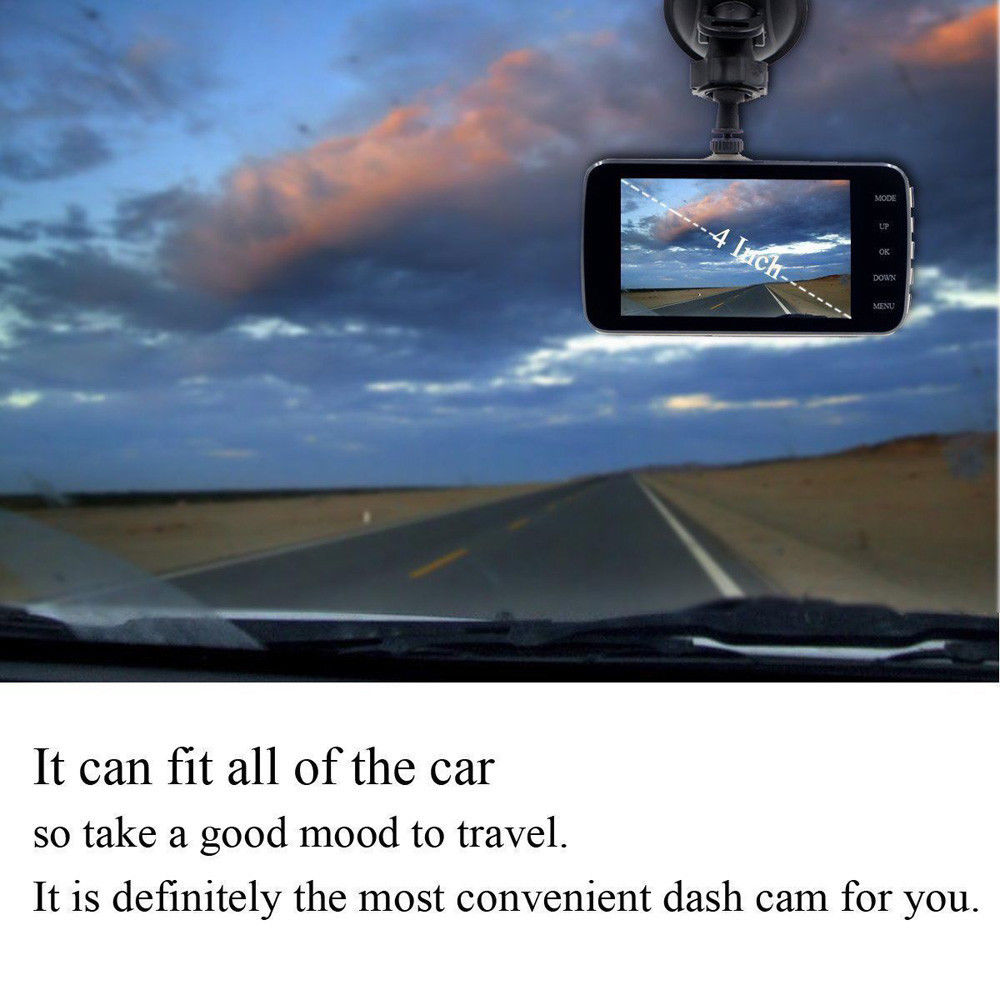 4 Inch
MODE
UP
OK
DOWN
MENU
It can fit all of the car
so take a good mood to travel.
It is definitely the most convenient dash cam for you.